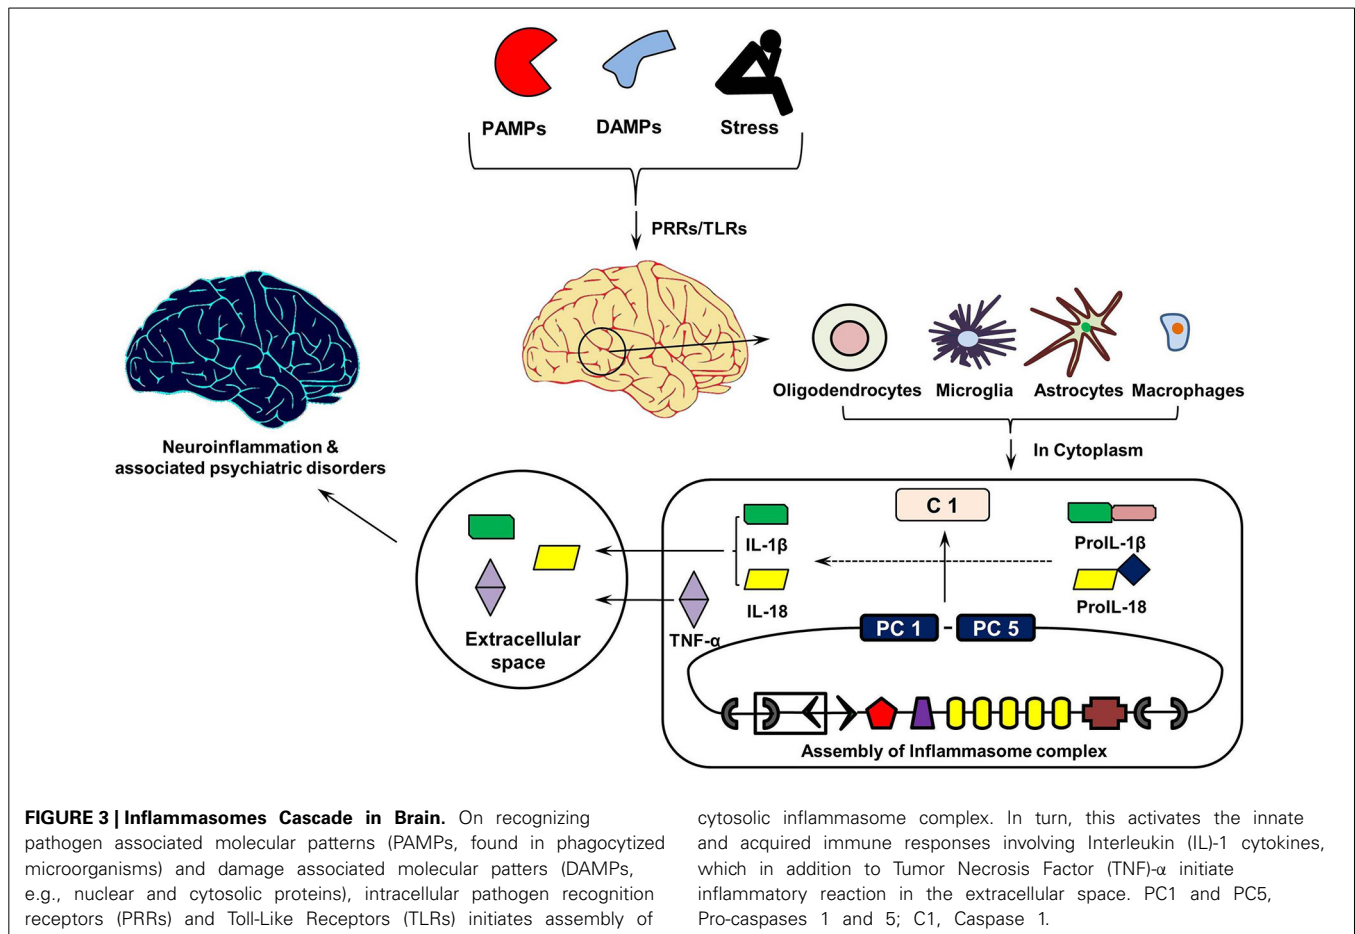 PAMPs
DAMPs
Stress
PRRs/TLRs
Oligodendrocytes
Microglia
Astrocytes
Macrophages
In Cytoplasm
Neuroinflammation &
associated psychiatric disorders
C 1
IL-1β
IL-18
TNF-α
ProIL-1β
ProIL-18
PC 1
-
PC 5
Extracellular
space
Assembly of Inflammasome complex
FIGURE 3 | Inflammasomes Cascade in Brain. On recognizing
pathogen associated molecular patterns (PAMPs, found in phagocytized
microorganisms) and damage associated molecular patters (DAMPs,
e.g., nuclear and cytosolic proteins), intracellular pathogen recognition
receptors (PRRs) and Toll-Like Receptors (TLRs) initiates assembly of
cytosolic inflammasome complex. In turn, this activates the innate
and acquired immune responses involving Interleukin (IL)-1 cytokines,
which in addition to Tumor Necrosis Factor (TNF)-α initiate
inflammatory reaction in the extracellular space. PC1 and PC5,
Pro-caspases 1 and 5; C1, Caspase 1.